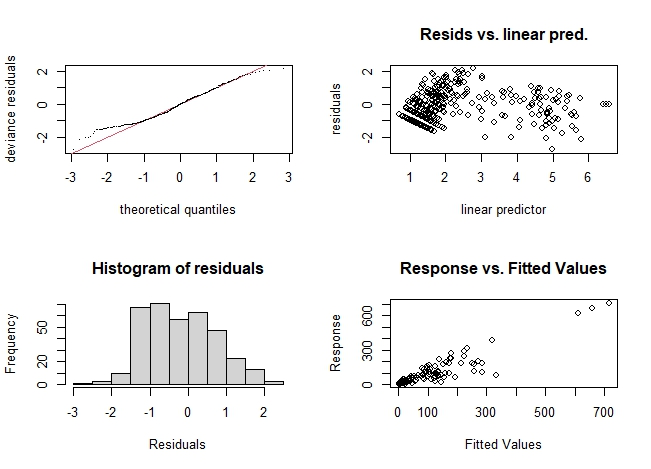 deviance residuals
2
0
-2
-3 -2 -1 0 1 2 3
theoretical quantiles
Resids vs. linear pred.
residuals
2
0
-2
1 2 3 4 5 6
linear predictor
Histogram of residuals
Frequency
50
20
0
-3 -2 -1 0 1 2
Residuals
Response vs. Fitted Values
Response
600
300
0
0 100 300 500 700
Fitted Values